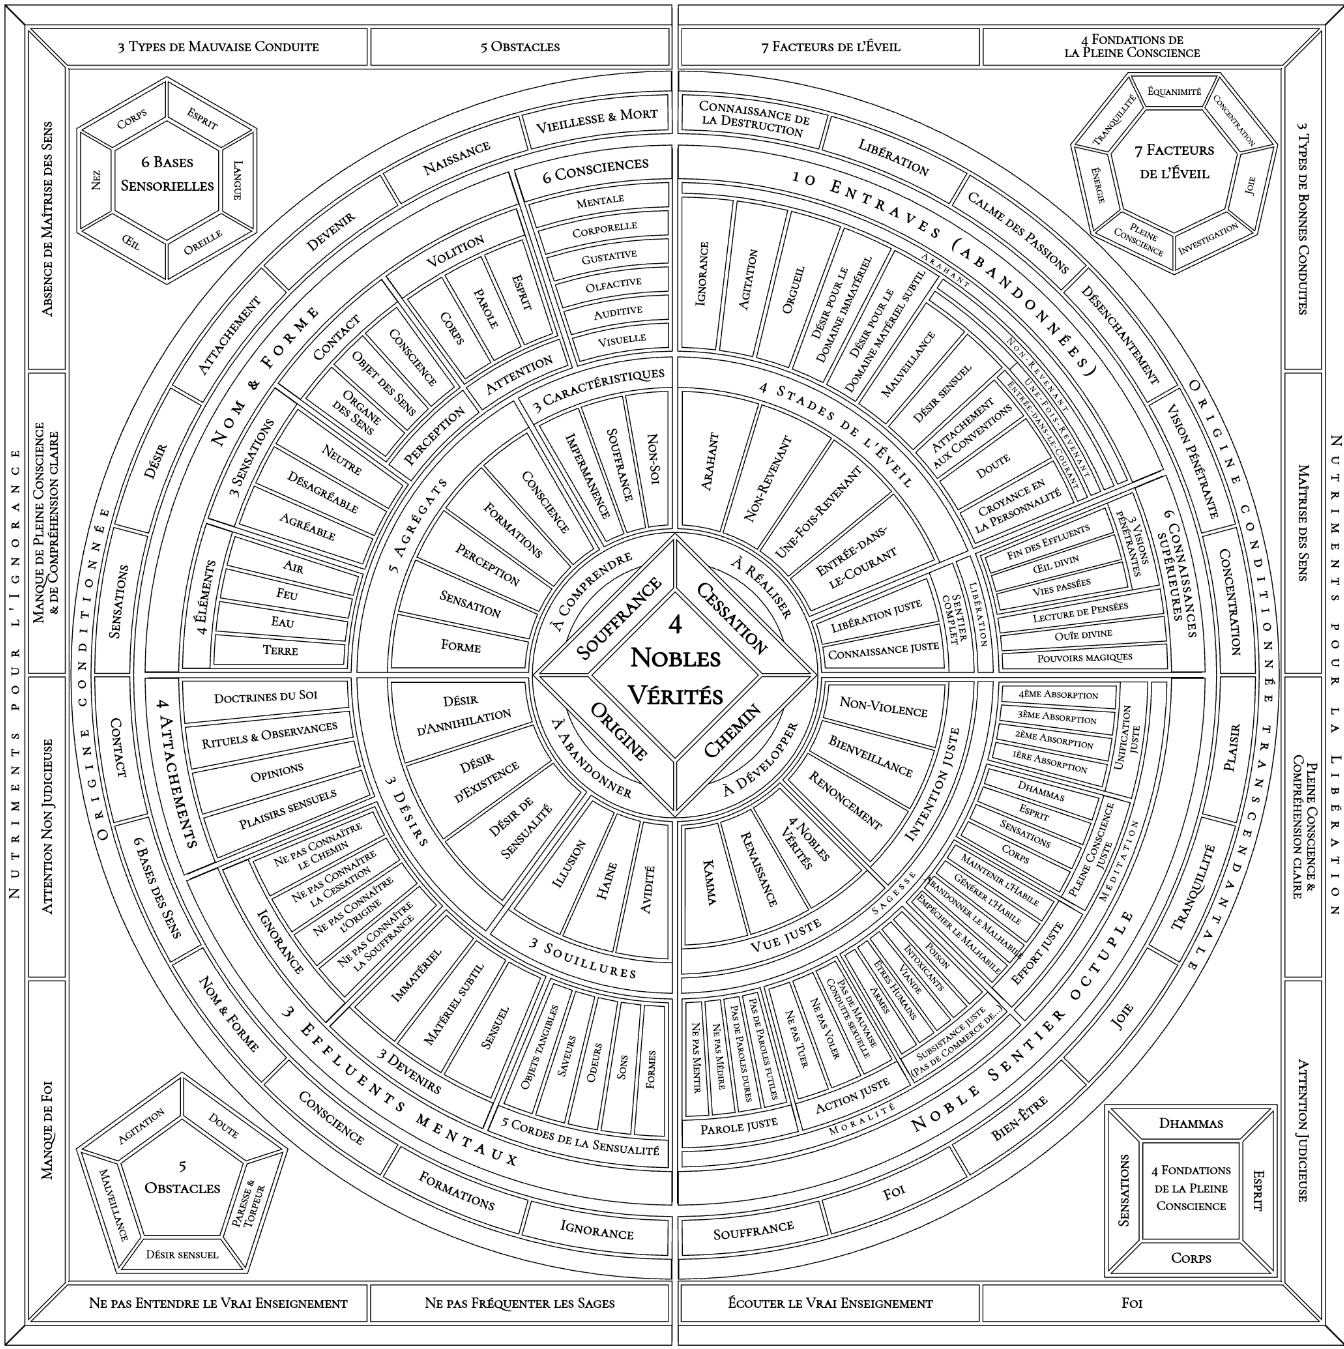 3 Types de Mauvaise Conduite
5 Obstacles
7 Facteurs de l'Éveil
4 Fondations de
la Pleine Conscience
Nutriments pour l'ignorance
Absence de Maîtrise des Sens
Manque de Pleine Conscience
& de Compréhension claire
Attention Non Judicieuse
Manque de Foi
Ne pas Entendre le Vrai Enseignement
Ne pas Fréquenter les Sages
Écouter le Vrai Enseignement
Foi
Nutriments pour la Libération
3 Types de Bonnes Conduites
Maîtrise des Sens
Pleine Conscience &
Compréhension claire
Attention Judicieuse
6 Bases
Sensorielles
Corps
Esprit
Langue
Oreille
Œil
Nez
7 Facteurs
de l'Éveil
Équanimité
Concentration
Joie
Investigation
Pleine
Conscience
Énergie
Tranquillité
5
Obstacles
Agitation
Doute
Paresse &
Torpeur
Désir sensuel
Malveillance
4 Fondations
de la Pleine
Conscience
Dhammas
Esprit
Corps
Sensations
Origine Conditionnée
Vieillesse & Mort
Naissance
Devenir
Attachement
Désir
Sensations
Contact
6 Bases des Sens
Nom & Forme
Conscience
Formations
Ignorance
Origine Conditionnée Transcendantale
Connaissance de
la Destruction
Libération
Calme des Passions
Désenchantement
Vision Pénétrante
Concentration
Plaisir
Tranquillité
Joie
Bien-Être
Foi
Souffrance
4
Nobles
Vérités
Souffrance
Cessation
Chemin
Origine
À Comprendre
À Réaliser
À Développer
À Abandonner
Nom & Forme
6 Consciences
Mentale
Corporelle
Gustative
Olfactive
Auditive
Visuelle
Volition
Corps
Parole
Esprit
Attention
Contact
Conscience
Objet des Sens
Organe
des Sens
Perception
3 Sensations
Neutre
Désagréable
Agréable
4 Éléments
Air
Feu
Eau
Terre
3 Caractéristiques
Impermanence
Souffrance
Non-Soi
5 Agrégats
Conscience
Formations
Perception
Sensation
Forme
10 Entraves (abandonnées)
Arahant
Non-Revenant
Une-Fois-Revenant
Entrée-dans-le-Courant
Ignorance
Agitation
Orgueil
Désir pour le
Domaine immatériel
Désir pour le
Domaine matériel subtil
Malveillance
Désir sensuel
Attachement
aux Conventions
Doute
Croyance en
la Personnalité
4 Stades de l'Éveil
Arahant
Non-Revenant
Une-Fois-Revenant
Entrée-dans-
le-Courant
Libération
Sentier
complet
Libération juste
Connaissance juste
6 Connaissances
supérieures
3 Visions
pénétrantes
Fin des Effluents
Œil divin
Vies passées
Lecture de Pensées
Ouïe divine
Pouvoirs magiques
4 Attachements
Doctrines du Soi
Rituels & Observances
Opinions
Plaisirs sensuels
3 Désirs
Désir
d'Annihilation
Désir
d'Existence
Désir de
Sensualité
3 Souillures
Illusion
Haine
Avidité
3 Effluents mentaux
Ignorance
Ne pas Connaître
le Chemin
Ne pas Connaître
la Cessation
Ne pas Connaître
l'Origine
Ne pas Connaître
la Souffrance
3 Devenirs
Immatériel
Matériel subtil
Sensuel
5 Cordes de la Sensualité
Objets tangibles
Saveurs
Odeurs
Sons
Formes
Noble Sentier Octuple
Sagesse
Intention juste
Non-Violence
Bienveillance
Renoncement
Vue juste
4 Nobles
Vérités
Renaissance
Kamma
Méditation
Unification
juste
4ème Absorption
3ème Absorption
2ème Absorption
1ère Absorption
Pleine Conscience
juste
Dhammas
Esprit
Sensations
Corps
Effort juste
Maintenir l'Habile
Générer l'Habile
Abandonner le Malhabile
Empêcher le Malhabile
Moralité
Subsistance juste
(Pas de Commerce de...)
Poison
Intoxicants
Viande
Êtres Humains
Armes
Action juste
Pas de Mauvaise
Conduite sexuelle
Ne pas Voler
Ne pas Tuer
Parole juste
Pas de Paroles futiles
Pas de Paroles dures
Ne pas Médire
Ne pas Mentir